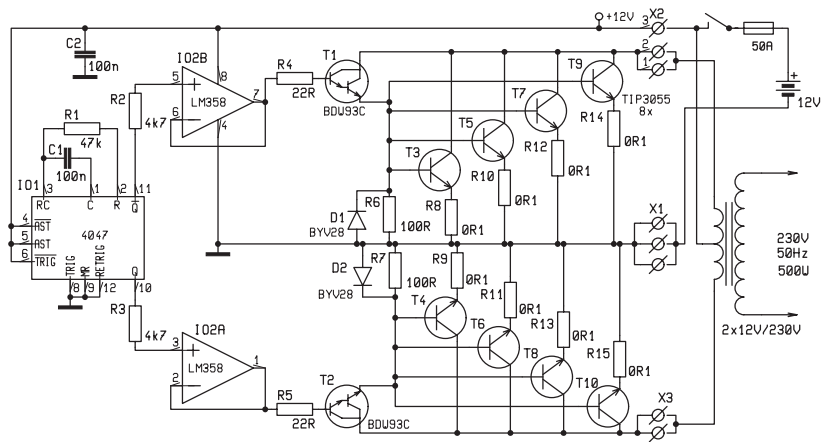 +12V
X2
3
2
1
50A
+
12V
C2
100n
IO2B
5
+
6
−
8
7
4
LM358
R4
22R
T1
BDW93C
T9
TIP3055
8x
T7
T5
T3
R14
0R1
R12
0R1
R10
0R1
R8
0R1
R2
4k7
R1
47k
C1
100n
IO1
3
1
2
11
RC
C
R
Q
4
AST
5
AST
6
TRIG
4047
TRIG
MR
RETRIG
Q
8
9
12
10
D1
BYV28
R6
100R
D2
BYV28
R7
100R
X1
230V
50Hz
500W
2x12V/230V
R9
0R1
R11
0R1
R13
0R1
R15
0R1
T4
T6
T8
T10
R3
4k7
IO2A
3
+
2
−
1
LM358
R5
22R
T2
BDW93C
X3